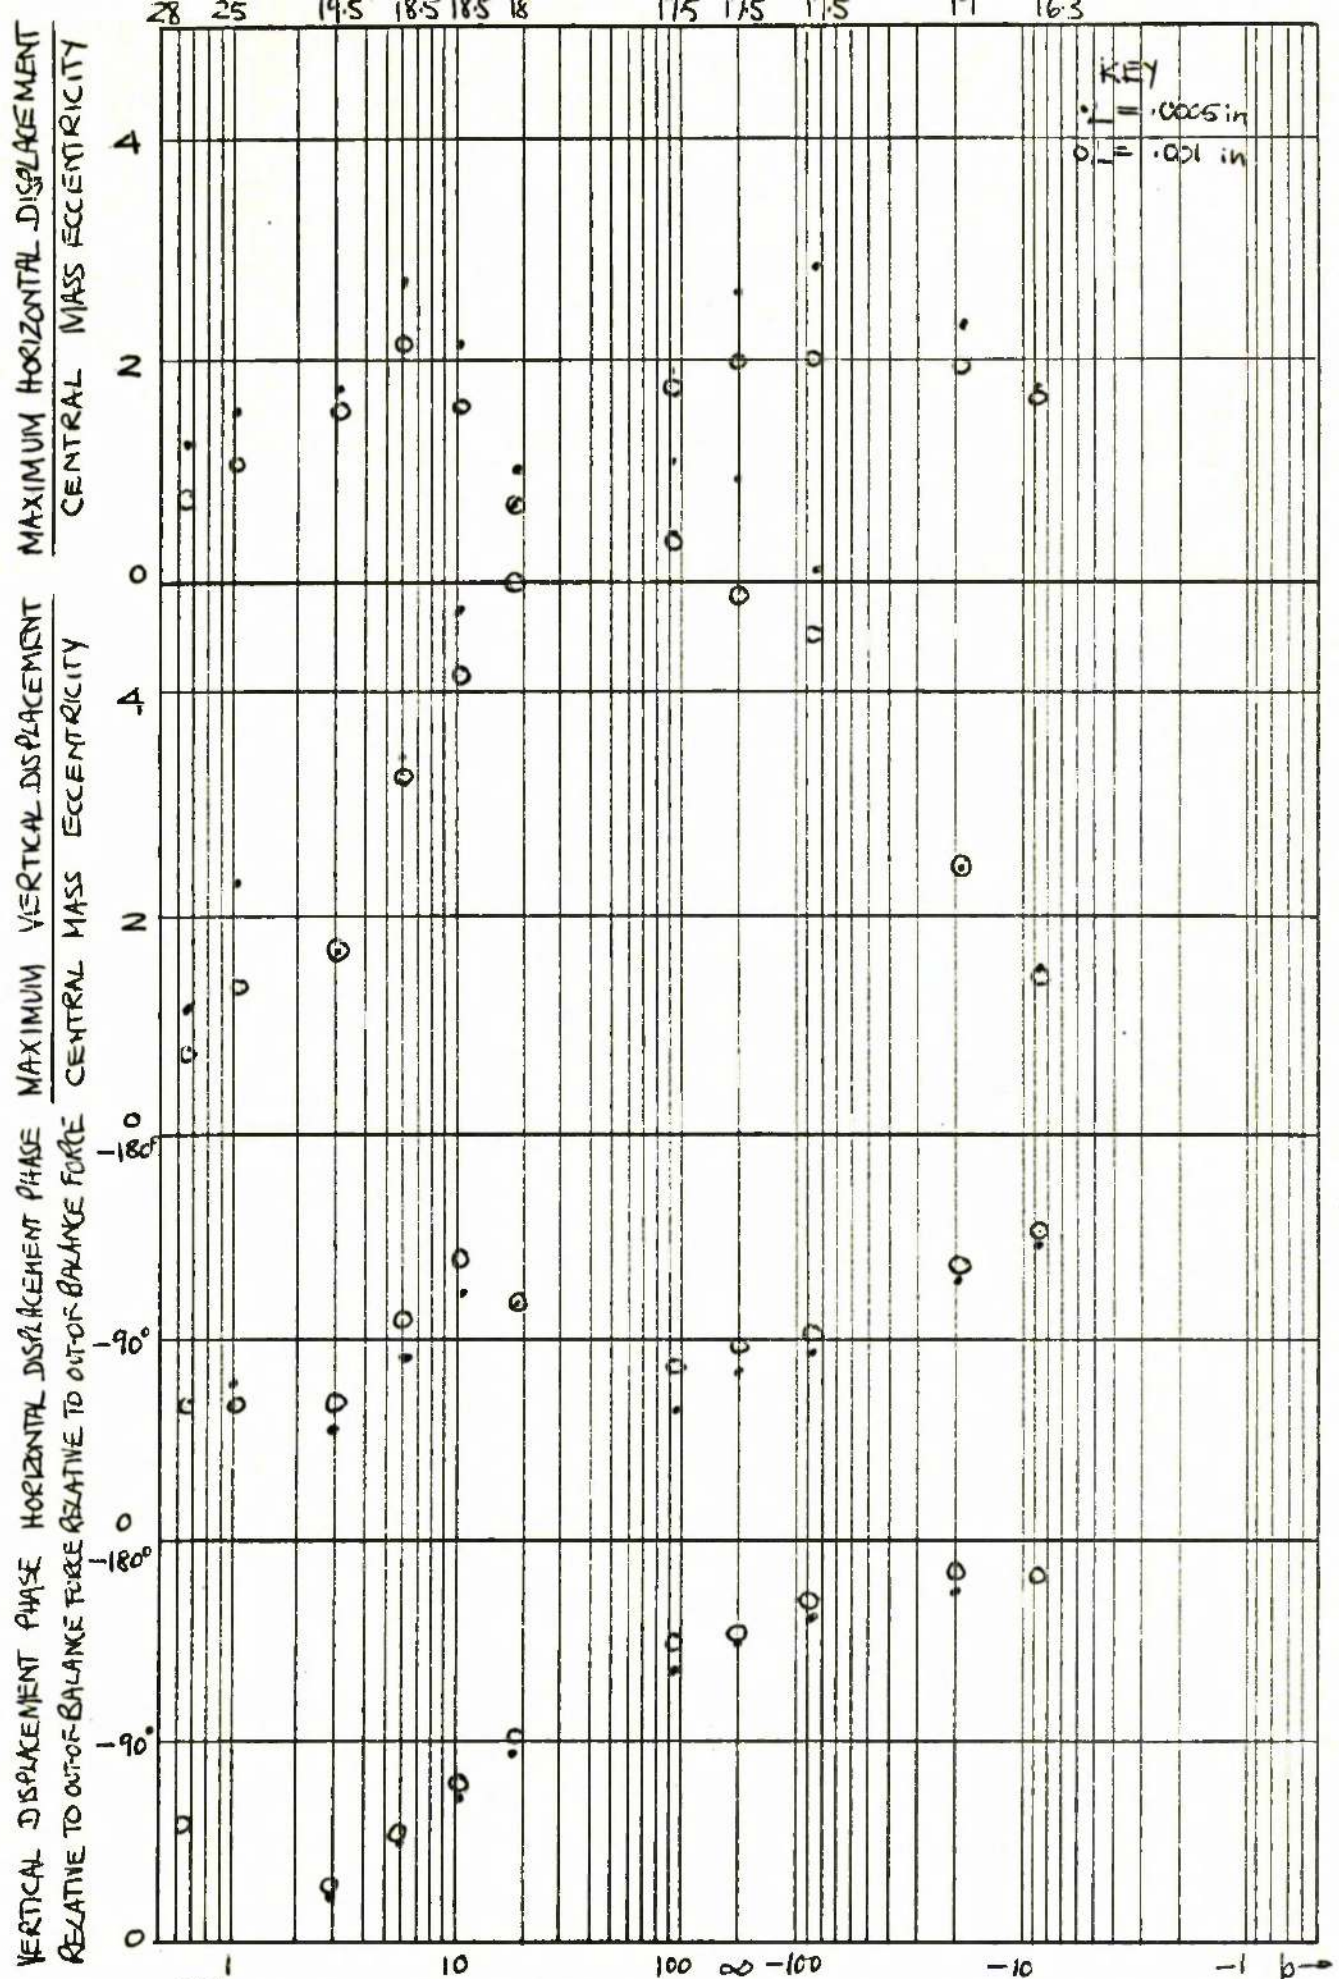 28 25 19.5 18.5 18.5 18 17.5 17.5 17.5 17 16.3
KEY
• = .0005 in
o = .001 in
MAXIMUM HORIZONTAL DISPLACEMENT
CENTRAL MASS ECCENTRICITY
4
2
0
MAXIMUM VERTICAL DISPLACEMENT
CENTRAL MASS ECCENTRICITY
4
2
0
HORIZONTAL DISPLACEMENT PHASE
RELATIVE TO OUT-OF-BALANCE FORCE
-180°
-90°
0
VERTICAL DISPLACEMENT PHASE
RELATIVE TO OUT-OF-BALANCE FORCE
-180°
-90°
0
1 10 100 ∞ -100 -10 -1